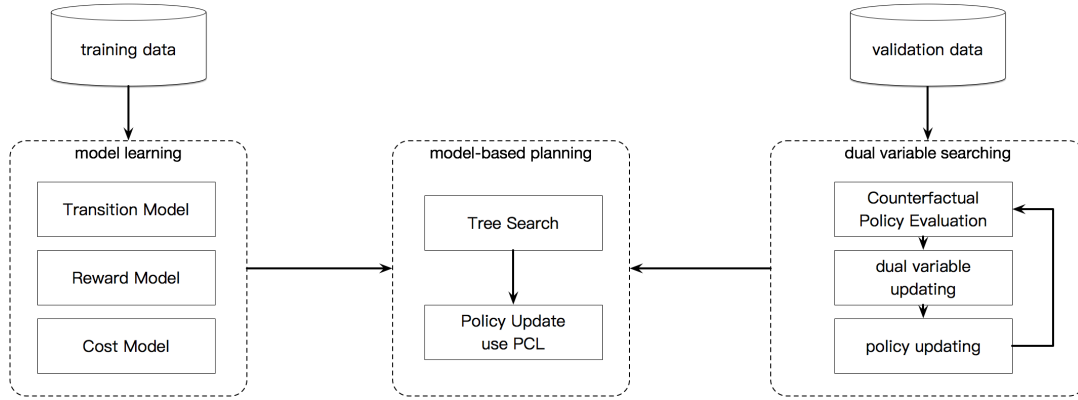 training data
validation data
model learning
Transition Model
Reward Model
Cost Model
model-based planning
Tree Search
Policy Update
use PCL
dual variable searching
Counterfactual
Policy Evaluation
dual variable
updating
policy updating